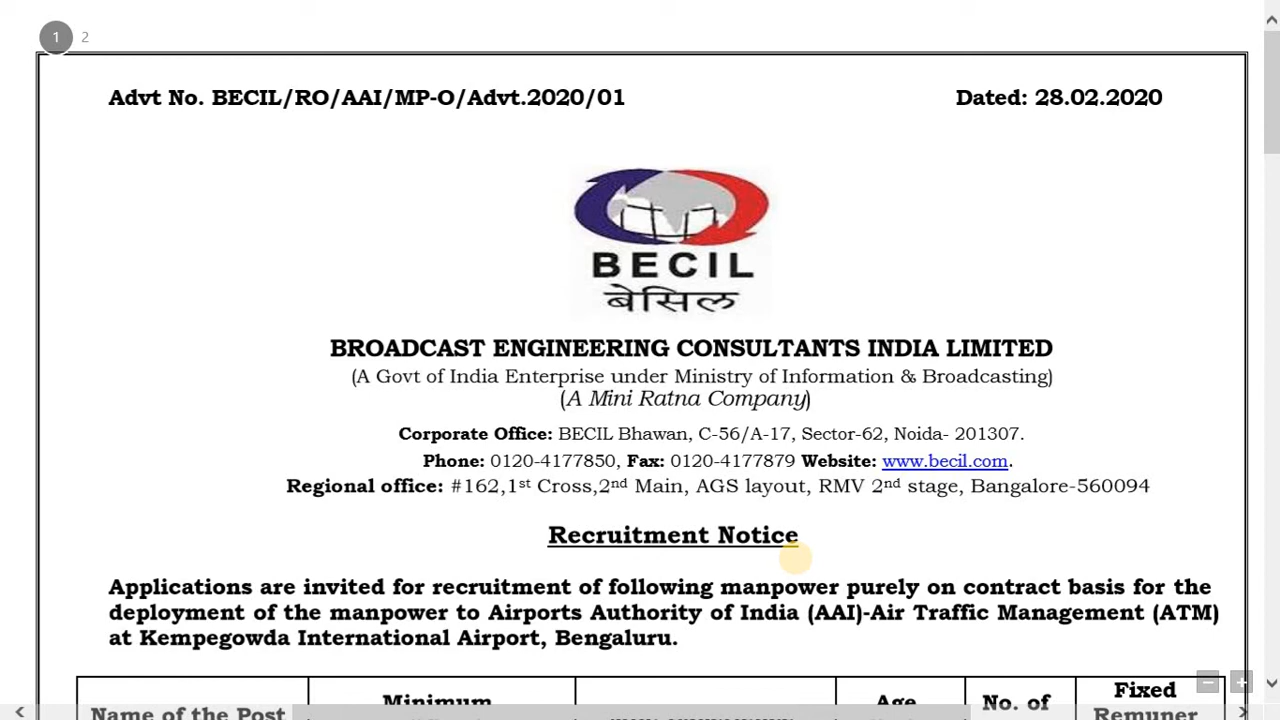 1 2
Advt No. BECIL/RO/AAI/MP-O/Advt.2020/01 Dated: 28.02.2020
BECIL
बेसिल
BROADCAST ENGINEERING CONSULTANTS INDIA LIMITED
(A Govt of India Enterprise under Ministry of Information & Broadcasting)
(A Mini Ratna Company)
Corporate Office: BECIL Bhawan, C-56/A-17, Sector-62, Noida- 201307.
Phone: 0120-4177850, Fax: 0120-4177879 Website: www.becil.com.
Regional office: #162,1st Cross,2nd Main, AGS layout, RMV 2nd stage, Bangalore-560094
Recruitment Notice
Applications are invited for recruitment of following manpower purely on contract basis for the
deployment of the manpower to Airports Authority of India (AAI)-Air Traffic Management (ATM)
at Kempegowda International Airport, Bengaluru.
Minimum Age No. of Fixed
Name of the Post Remuner